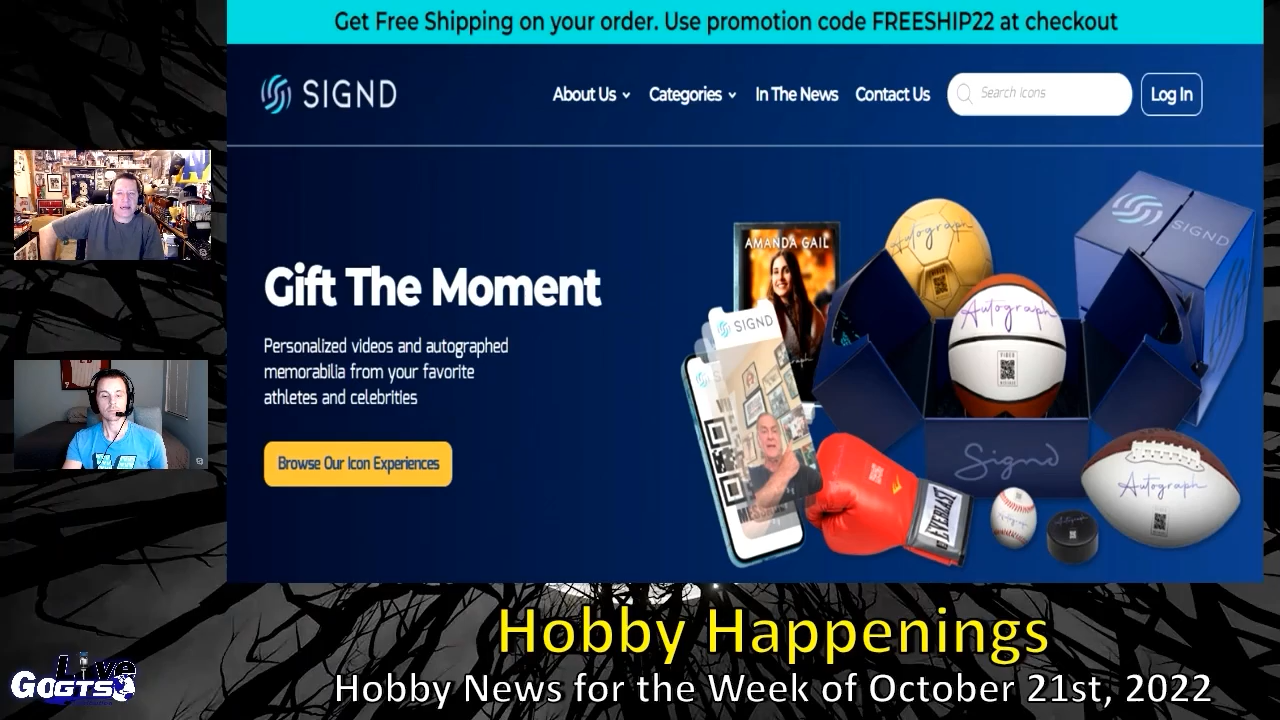 Get Free Shipping on your order. Use promotion code FREESHIP22 at checkout
SIGND
About Us
Categories
In The News
Contact Us
Search Icons
Log In
Gift The Moment
Personalized videos and autographed
memorabilia from your favorite
athletes and celebrities
Browse Our Icon Experiences
AMANDA GAIL
SIGND
Autograph
SIGND
Autograph
Signd
EVERLAST
Autograph
Hobby Happenings
Hobby News for the Week of October 21st, 2022
Live
GOGTS